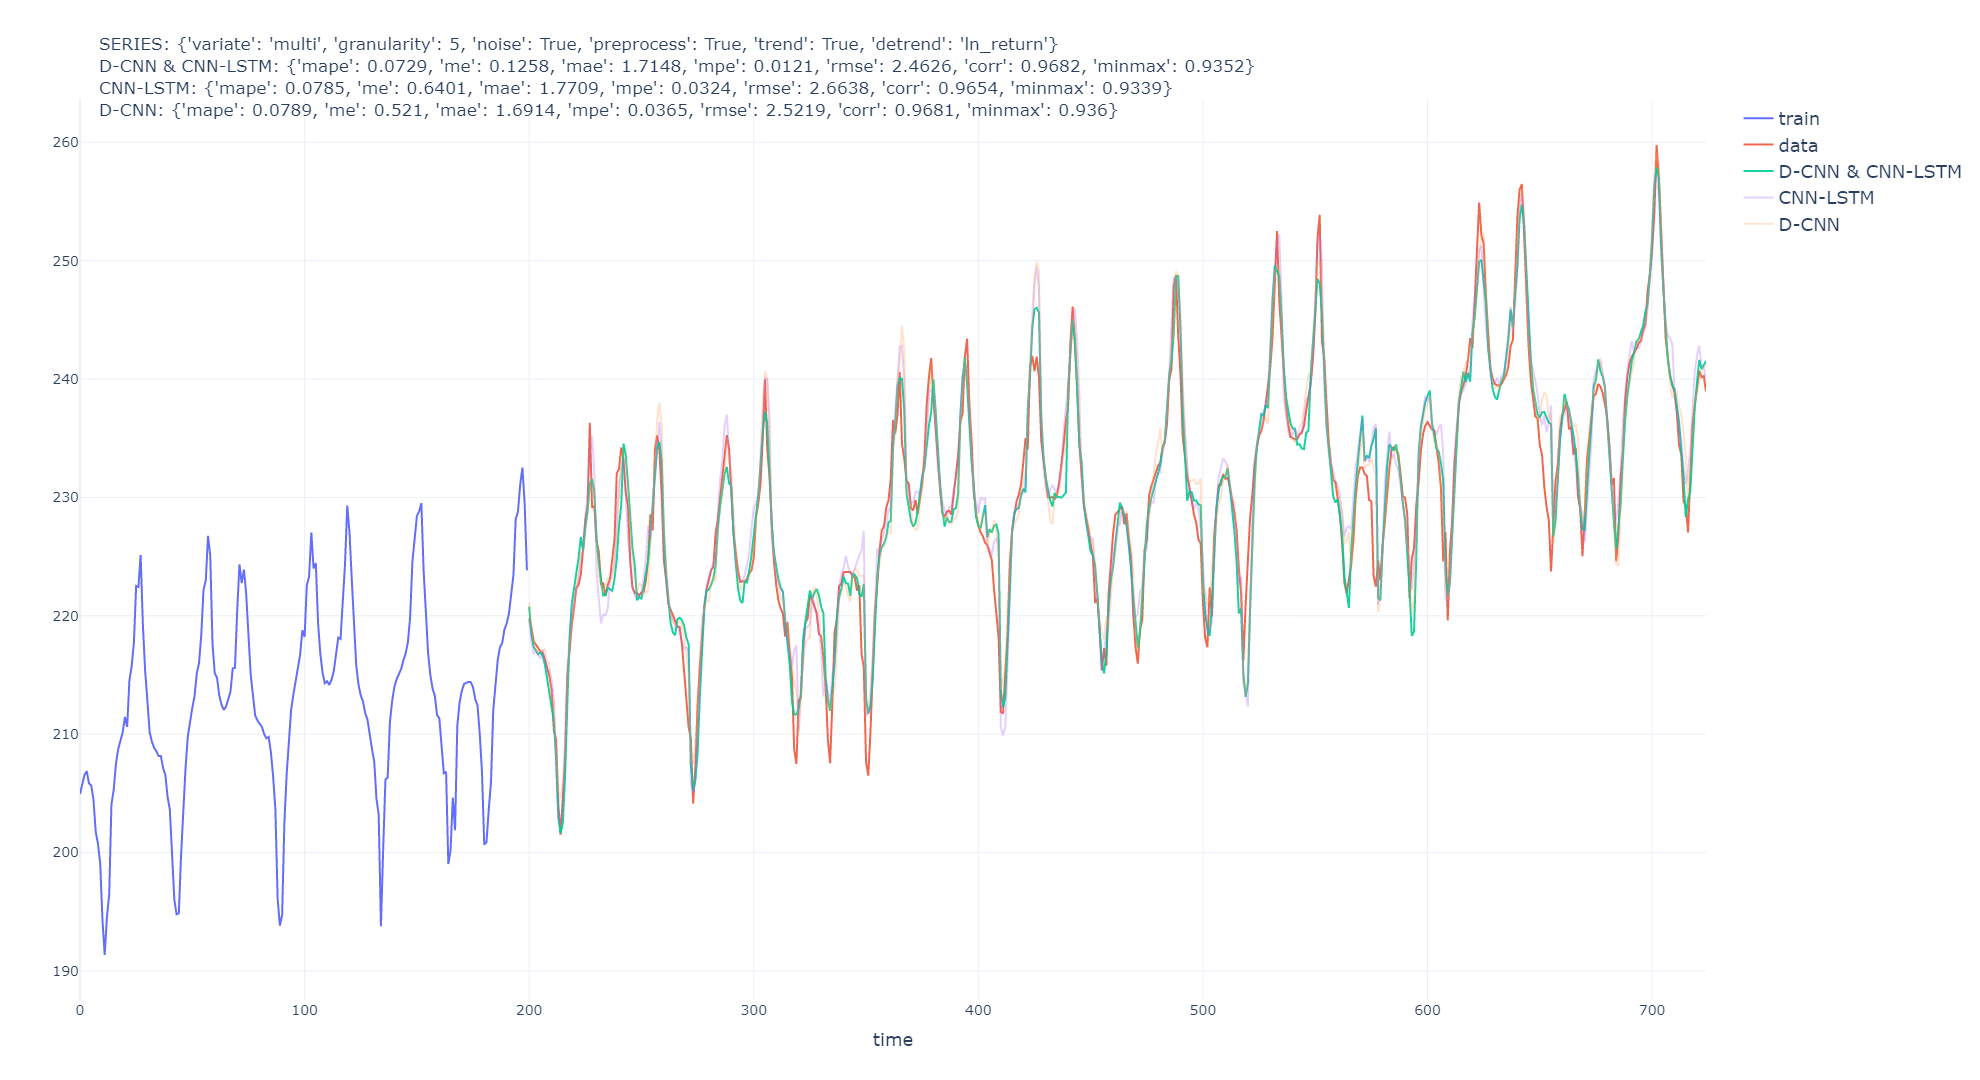 SERIES: {'variate': 'multi', 'granularity': 5, 'noise': True, 'preprocess': True, 'trend': True, 'detrend': 'ln_return'}
D-CNN & CNN-LSTM: {'mape': 0.0729, 'me': 0.1258, 'mae': 1.7148, 'mpe': 0.0121, 'rmse': 2.4626, 'corr': 0.9682, 'minmax': 0.9352}
CNN-LSTM: {'mape': 0.0785, 'me': 0.6401, 'mae': 1.7709, 'mpe': 0.0324, 'rmse': 2.6638, 'corr': 0.9654, 'minmax': 0.9339}
D-CNN: {'mape': 0.0789, 'me': 0.521, 'mae': 1.6914, 'mpe': 0.0365, 'rmse': 2.5219, 'corr': 0.9681, 'minmax': 0.936}
train
data
D-CNN & CNN-LSTM
CNN-LSTM
D-CNN
260
250
240
230
220
210
200
190
0 100 200 300 400 500 600 700
time